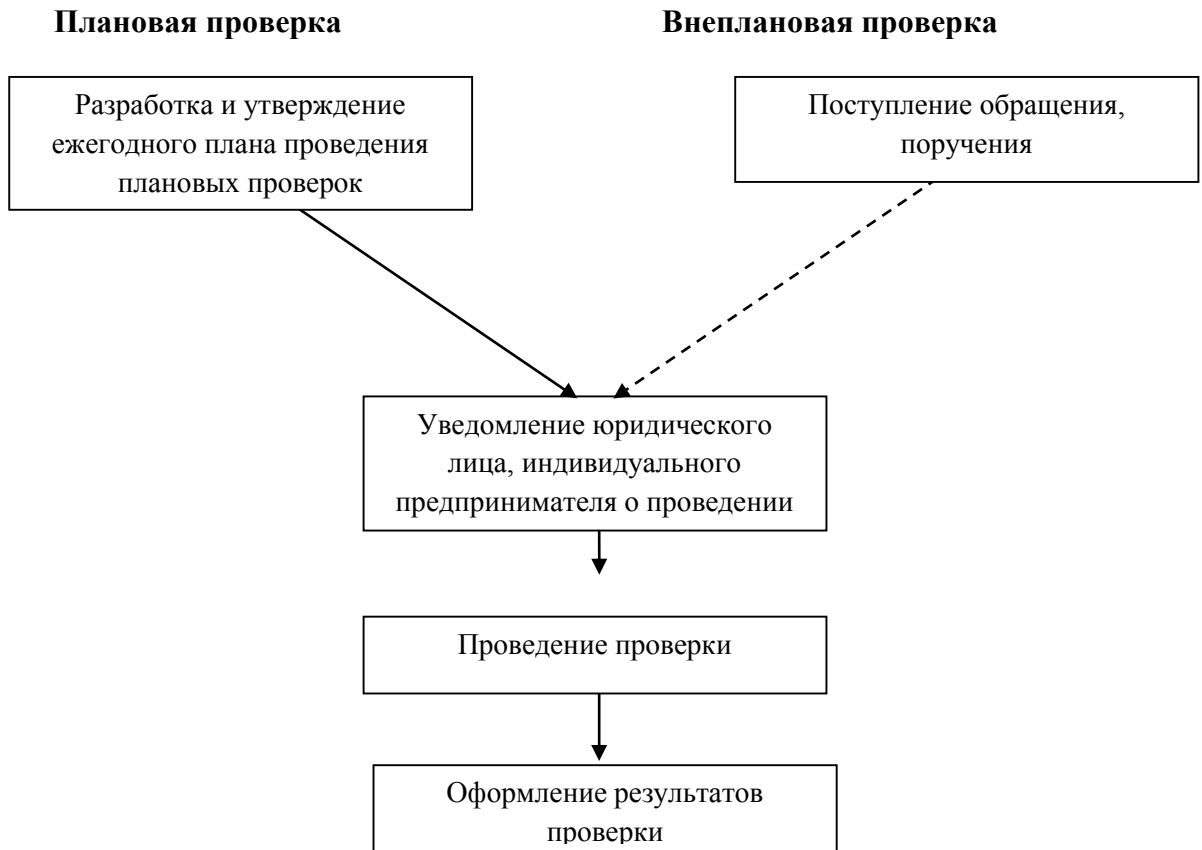 Плановая проверка
Внеплановая проверка
Разработка и утверждение
ежегодного плана проведения
плановых проверок
Поступление обращения,
поручения
Уведомление юридического
лица, индивидуального
предпринимателя о проведении
Проведение проверки
Оформление результатов
проверки